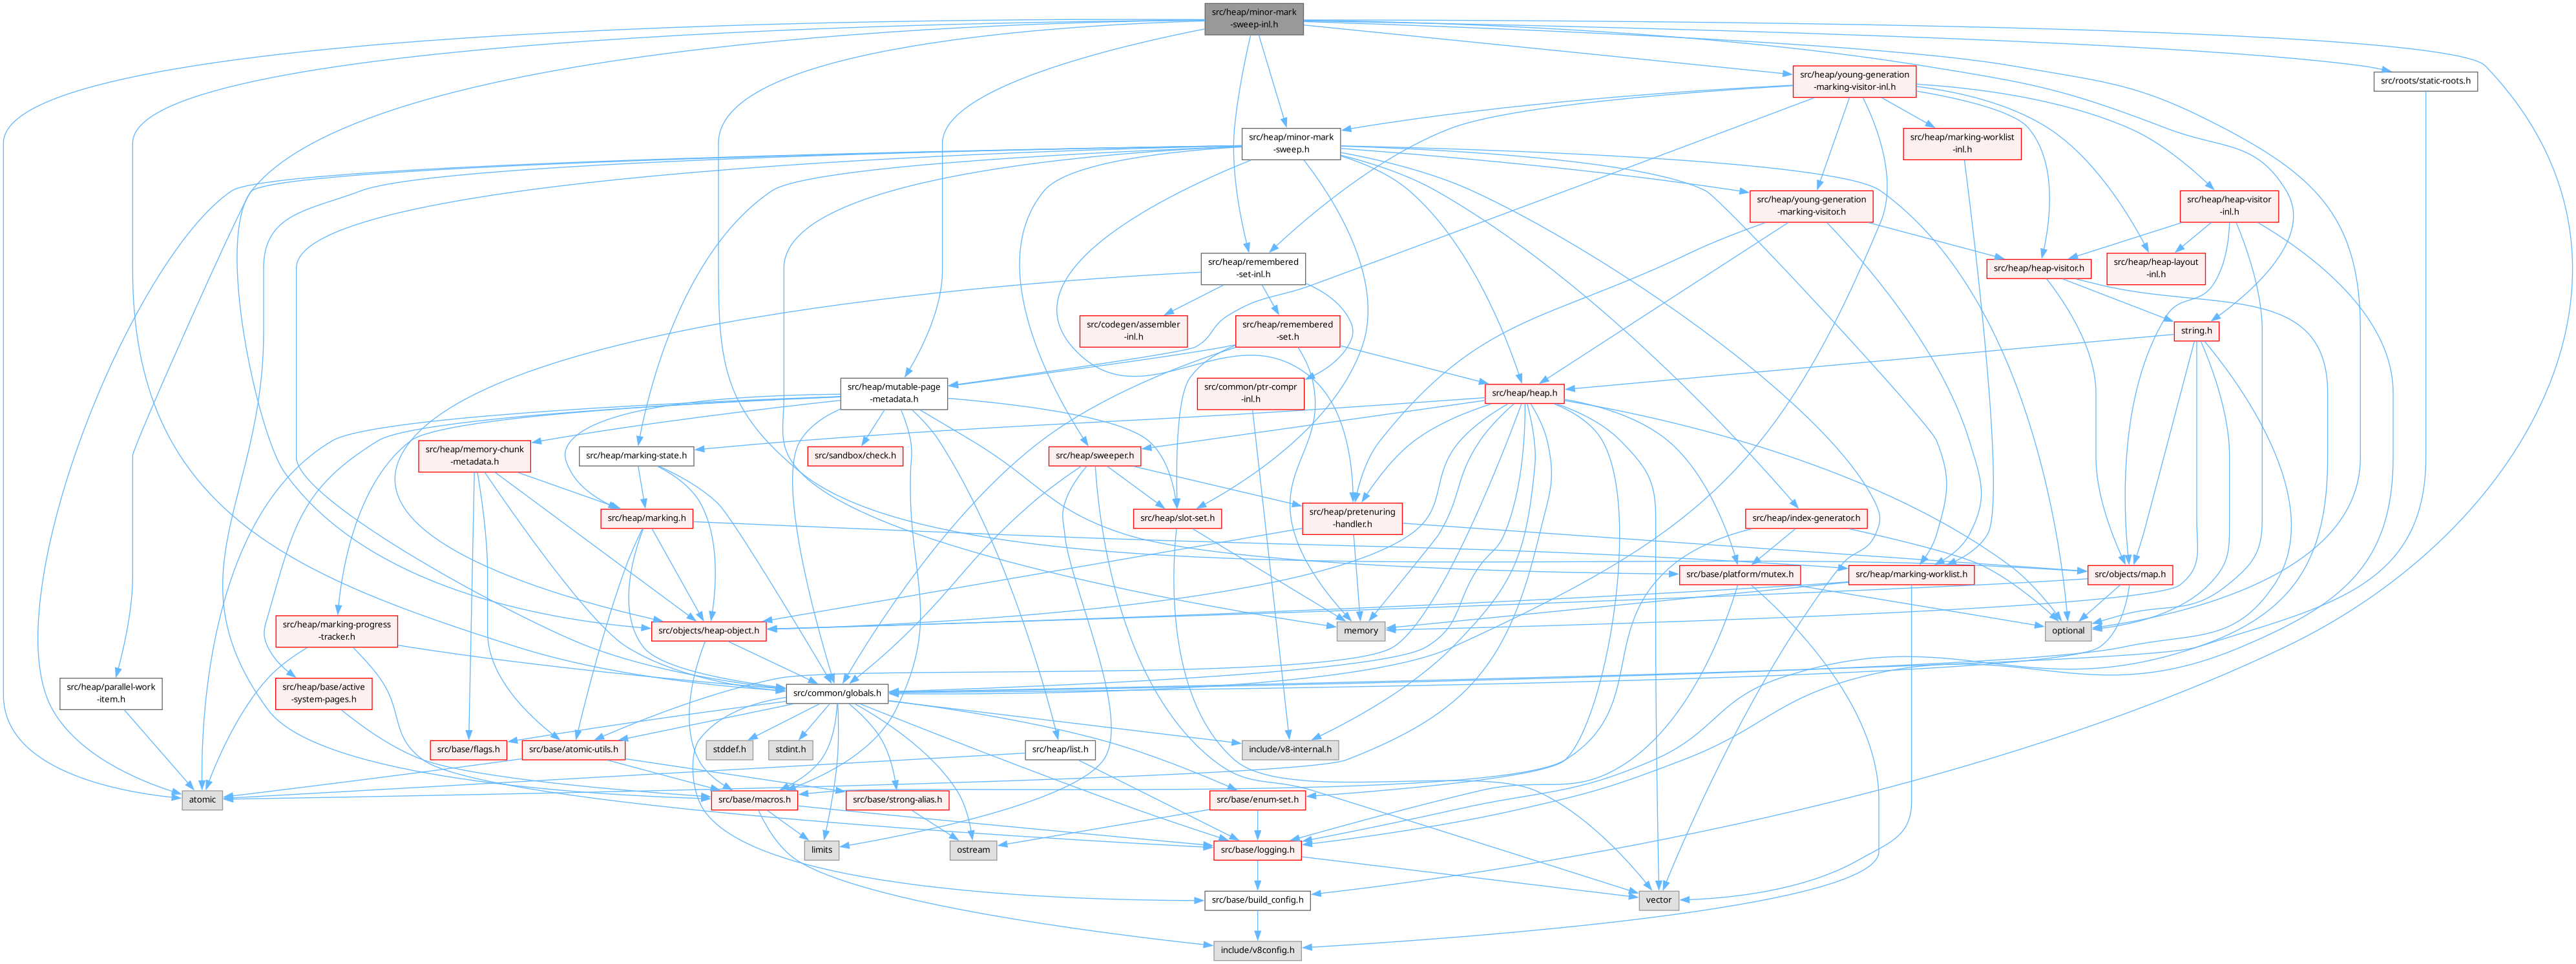 src/heap/minor-mark
-sweep-inl.h
src/heap/young-generation
-marking-visitor-inl.h
src/roots/static-roots.h
src/heap/minor-mark
-sweep.h
src/heap/marking-worklist
-inl.h
src/heap/young-generation
-marking-visitor.h
src/heap/heap-visitor
-inl.h
src/heap/remembered
-set-inl.h
src/heap/heap-visitor.h
src/heap/heap-layout
-inl.h
src/codegen/assembler
-inl.h
src/heap/remembered
-set.h
string.h
src/heap/mutable-page
-metadata.h
src/common/ptr-compr
-inl.h
src/heap/heap.h
src/heap/memory-chunk
-metadata.h
src/heap/marking-state.h
src/sandbox/check.h
src/heap/sweeper.h
src/heap/marking.h
src/heap/slot-set.h
src/heap/pretenuring
-handler.h
src/heap/index-generator.h
src/base/platform/mutex.h
src/heap/marking-worklist.h
src/objects/map.h
src/heap/marking-progress
-tracker.h
src/objects/heap-object.h
memory
optional
src/heap/parallel-work
-item.h
src/heap/base/active
-system-pages.h
src/common/globals.h
src/base/flags.h
src/base/atomic-utils.h
stddef.h
stdint.h
src/heap/list.h
include/v8-internal.h
atomic
src/base/macros.h
src/base/strong-alias.h
src/base/enum-set.h
limits
ostream
src/base/logging.h
src/base/build_config.h
vector
include/v8config.h